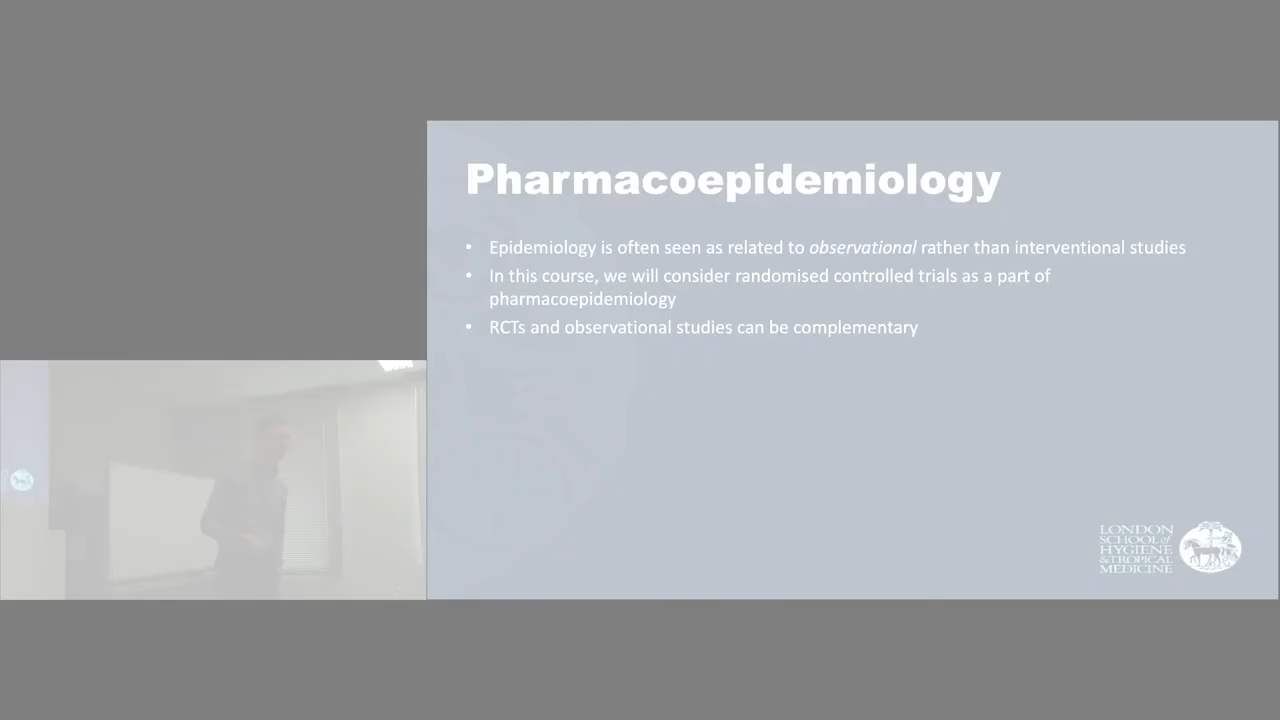 Pharmacoepidemiology
• Epidemiology is often seen as related to observational rather than interventional studies
• In this course, we will consider randomised controlled trials as a part of
pharmacoepidemiology
• RCTs and observational studies can be complementary
LONDON
SCHOOL of
HYGIENE
& TROPICAL
MEDICINE